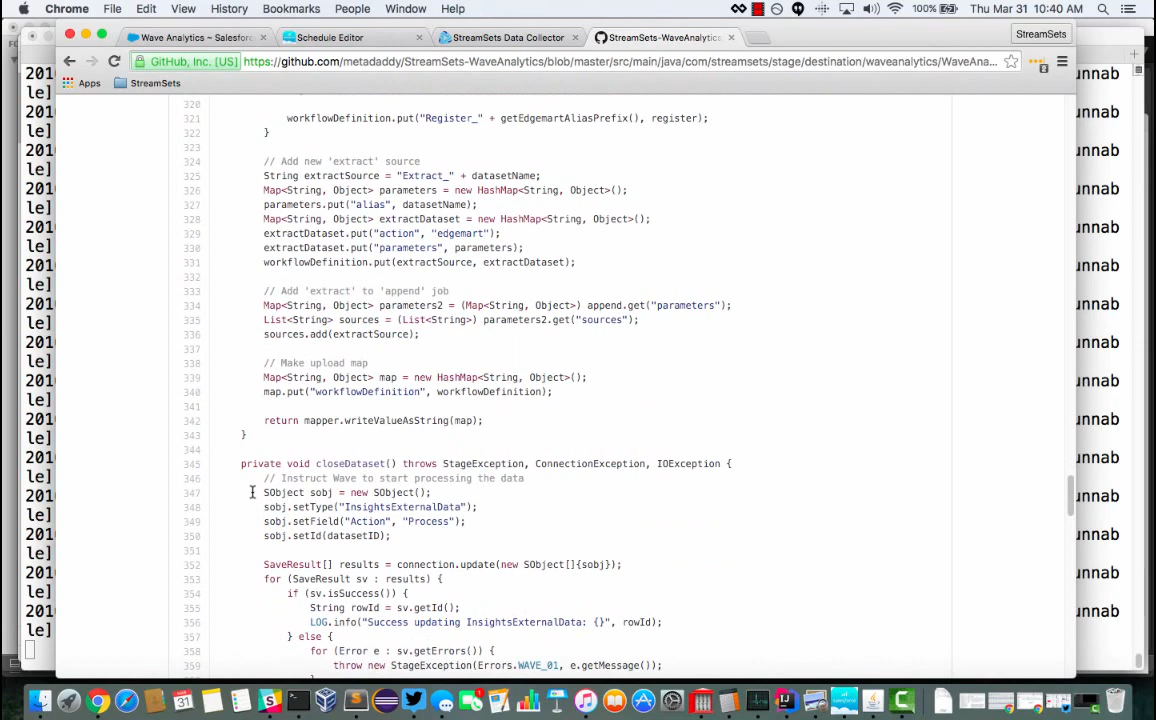 Chrome File Edit View History Bookmarks People Window Help 100% Thu Mar 31 10:40 AM
Wave Analytics ~ Salesforc Schedule Editor StreamSets Data Collector StreamSets-WaveAnalytics StreamSets
GitHub, Inc. [US] https://github.com/metadaddy/StreamSets-WaveAnalytics/blob/master/src/main/java/com/streamsets/stage/destination/waveanalytics/WaveAna...
Apps StreamSets
320
321 workflowDefinition.put("Register_" + getEdgemartAliasPrefix(), register);
322 }
323
324 // Add new 'extract' source
325 String extractSource = "Extract_" + datasetName;
326 Map<String, Object> parameters = new HashMap<String, Object>();
327 parameters.put("alias", datasetName);
328 Map<String, Object> extractDataset = new HashMap<String, Object>();
329 extractDataset.put("action", "edgemart");
330 extractDataset.put("parameters", parameters);
331 workflowDefinition.put(extractSource, extractDataset);
332
333 // Add 'extract' to 'append' job
334 Map<String, Object> parameters2 = (Map<String, Object>) append.get("parameters");
335 List<String> sources = (List<String>) parameters2.get("sources");
336 sources.add(extractSource);
337
338 // Make upload map
339 Map<String, Object> map = new HashMap<String, Object>();
340 map.put("workflowDefinition", workflowDefinition);
341
342 return mapper.writeValueAsString(map);
343 }
344
345 private void closeDataset() throws StageException, ConnectionException, IOException {
346 // Instruct Wave to start processing the data
347 SObject sobj = new SObject();
348 sobj.setType("InsightsExternalData");
349 sobj.setField("Action", "Process");
350 sobj.setId(datasetID);
351
352 SaveResult[] results = connection.update(new SObject[]{sobj});
353 for (SaveResult sv : results) {
354 if (sv.isSuccess()) {
355 String rowId = sv.getId();
356 LOG.info("Success updating InsightsExternalData: {}", rowId);
357 } else {
358 for (Error e : sv.getErrors()) {
359 throw new StageException(Errors.WAVE_01, e.getMessage());